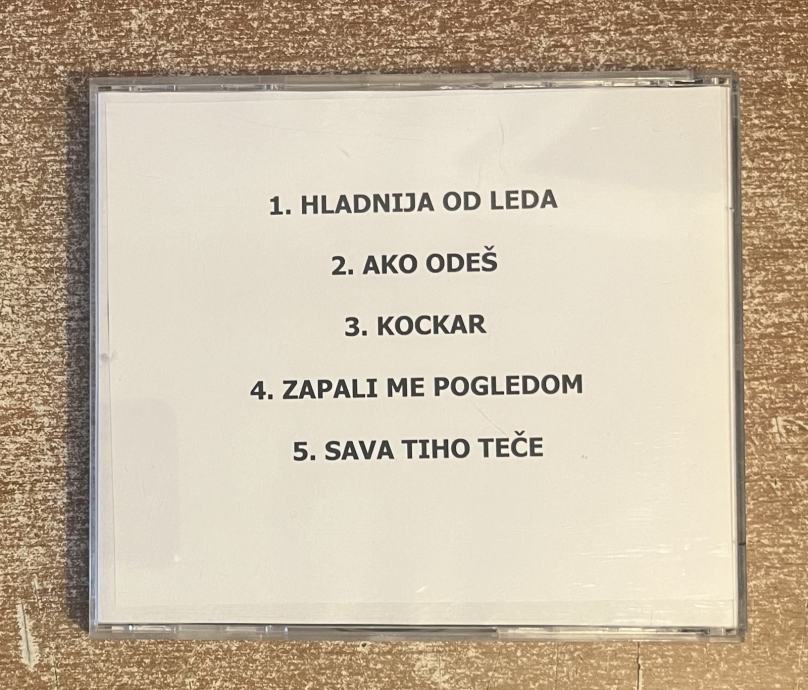 1. HLADNIJA OD LEDA
2. AKO ODEŠ
3. KOCKAR
4. ZAPALI ME POGLEDOM
5. SAVA TIHO TEČE